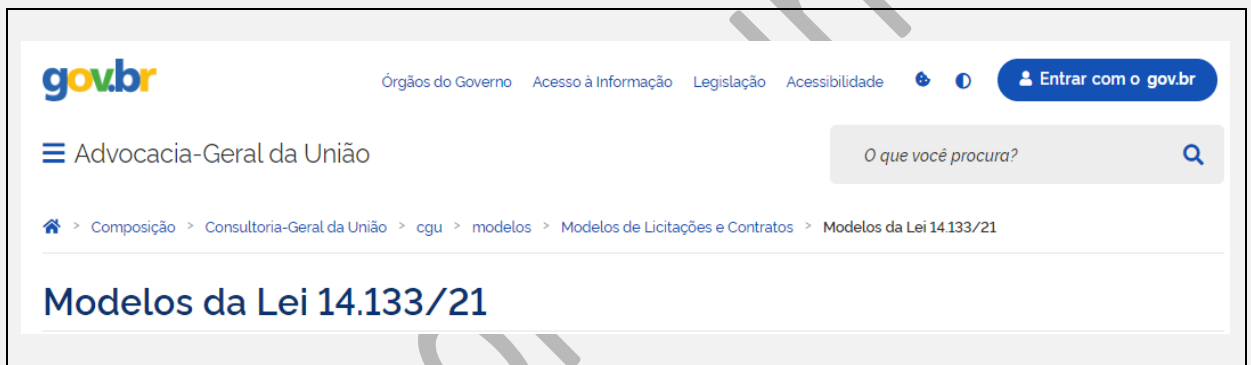 gov.br
Órgãos do Governo Acesso à Informação Legislação Acessibilidade Entrar com o gov.br
Advocacia-Geral da União
O que você procura?
> Composição > Consultoria-Geral da União > cgu > modelos > Modelos de Licitações e Contratos > Modelos da Lei 14.133/21
Modelos da Lei 14.133/21